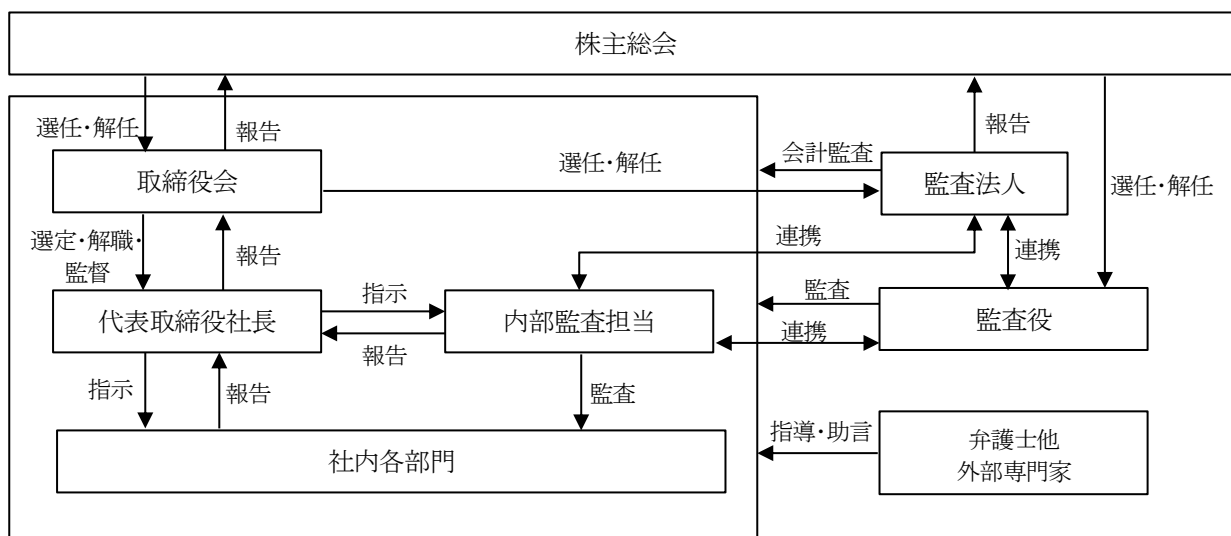 株主総会
選任・解任
報告
報告
取締役会
選任・解任
会計監査
監査法人
選任・解任
選定・解職・
監督
報告
連携
連携
代表取締役社長
指示
報告
内部監査担当
監査
連携
監査役
指示
報告
監査
社内各部門
指導・助言
弁護士他
外部専門家